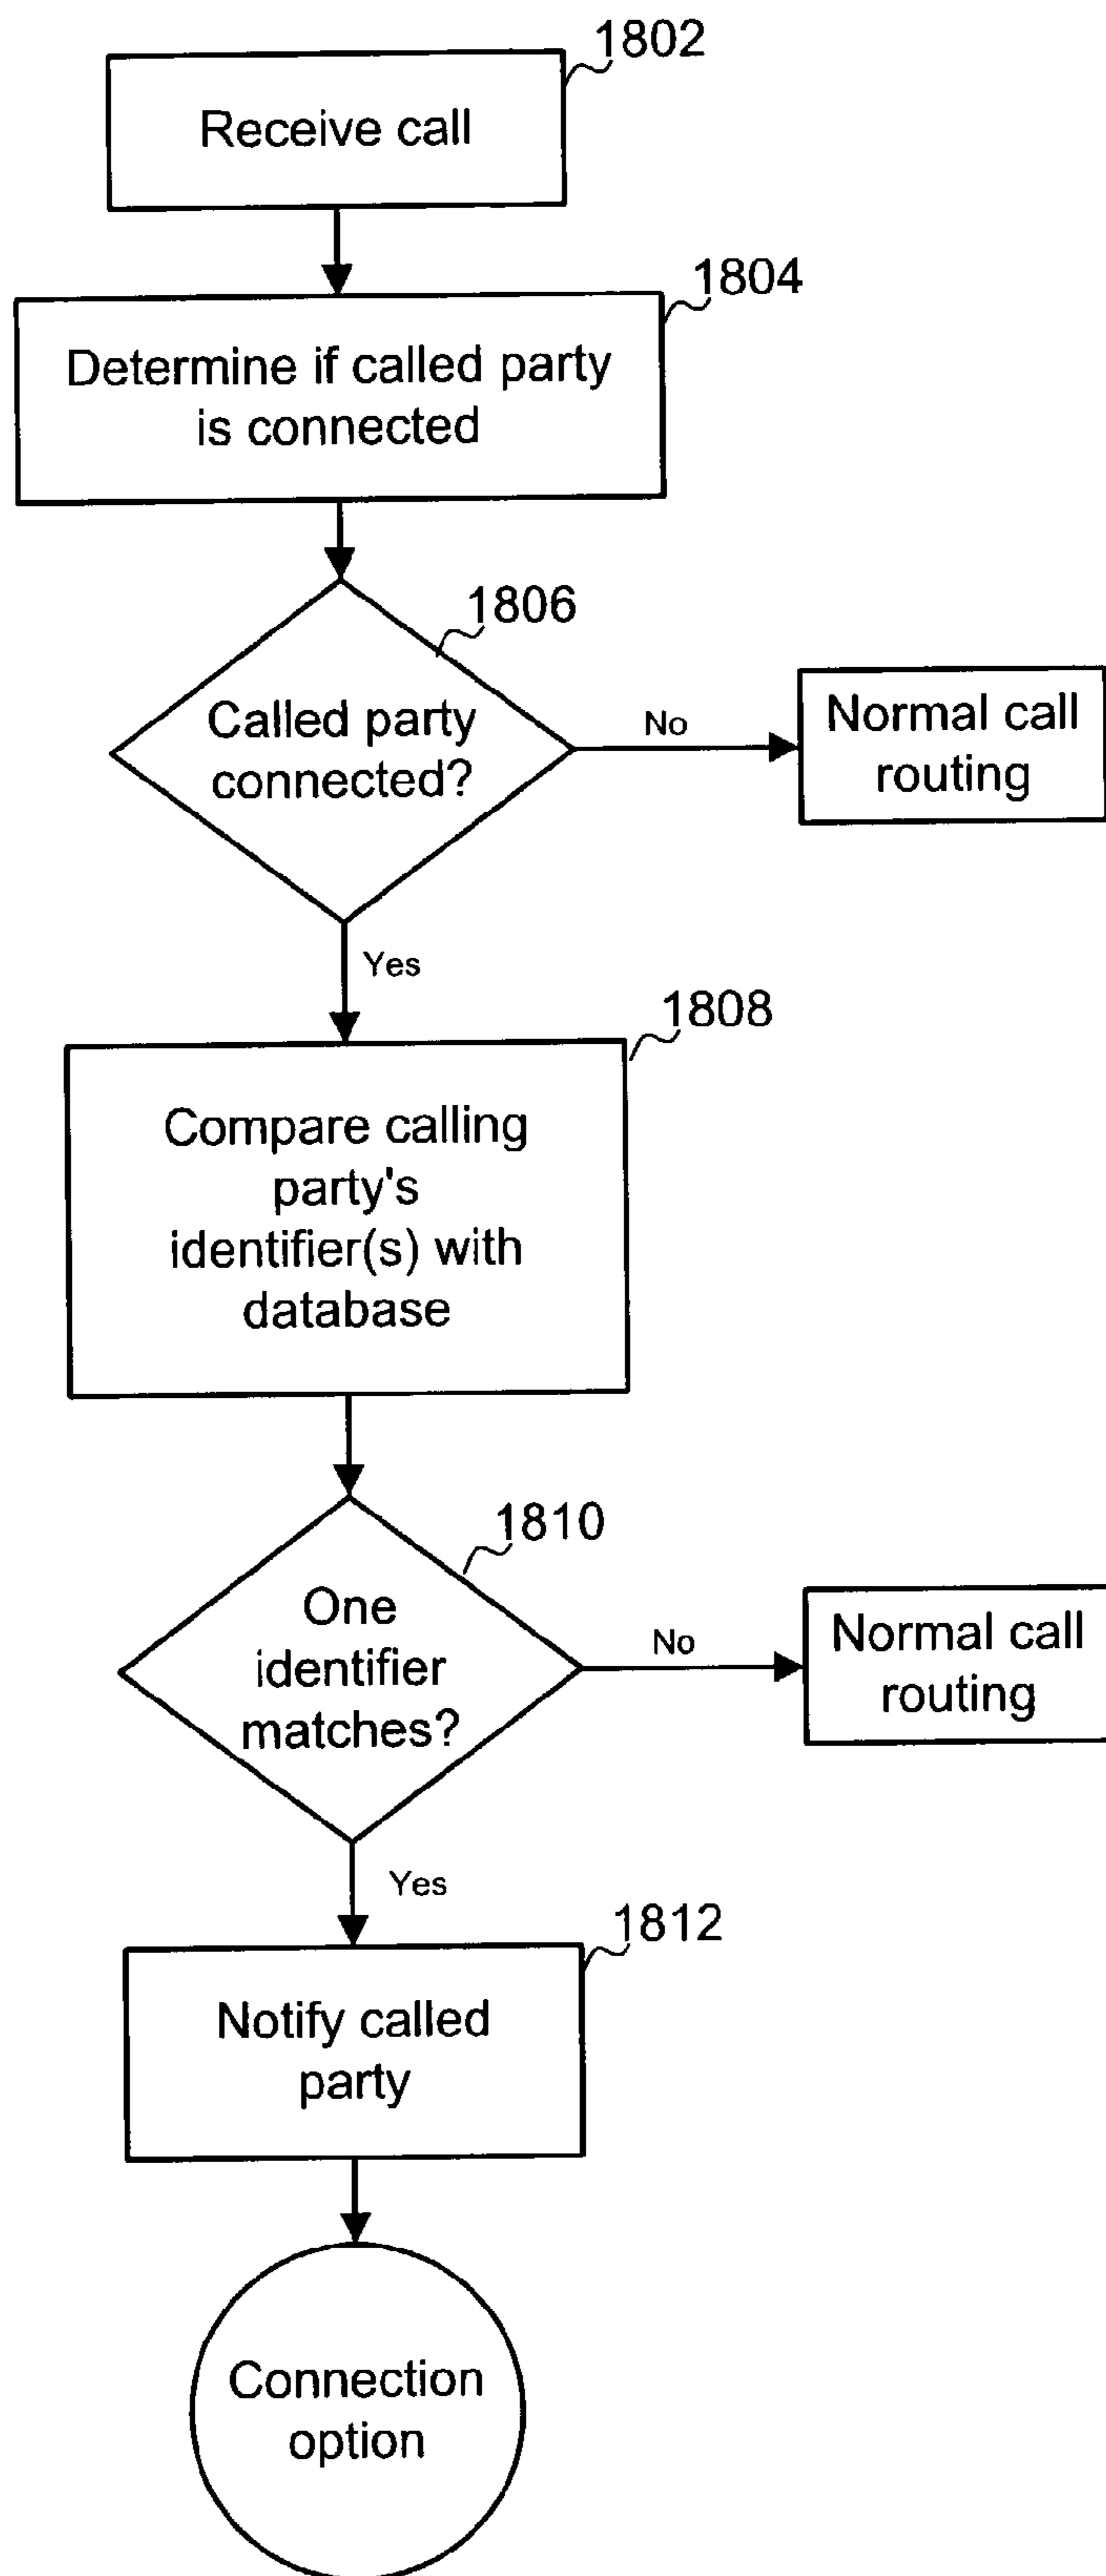 1802
Receive call
1804
Determine if called party
is connected
1806
Called party
connected?
No
Normal call
routing
Yes
1808
Compare calling
party's
identifier(s) with
database
1810
One
identifier
matches?
No
Normal call
routing
Yes
1812
Notify called
party
Connection
option